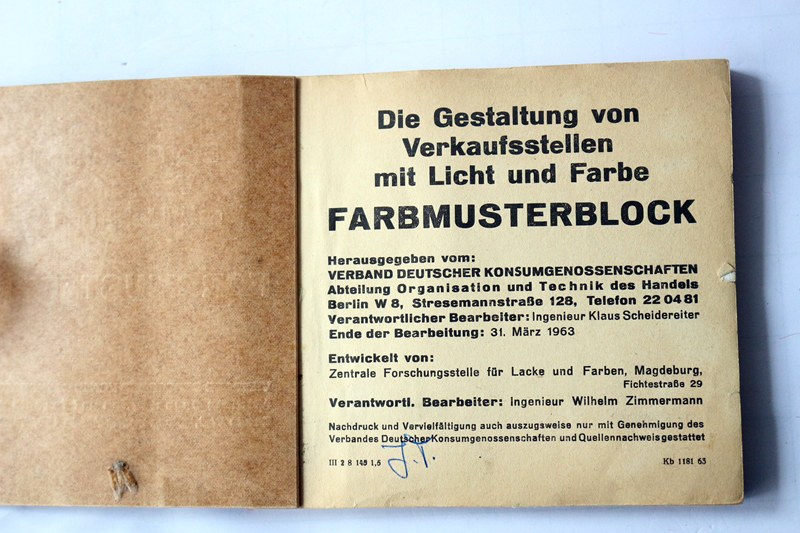 Die Gestaltung von
Verkaufsstellen
mit Licht und Farbe
FARBMUSTERBLOCK
Herausgegeben vom:
VERBAND DEUTSCHER KONSUMGENOSSENSCHAFTEN
Abteilung Organisation und Technik des Handels
Berlin W 8, Stresemannstraße 128, Telefon 22 04 81
Verantwortlicher Bearbeiter: Ingenieur Klaus Scheidereiter
Ende der Bearbeitung: 31. März 1963
Entwickelt von:
Zentrale Forschungsstelle für Lacke und Farben, Magdeburg,
Fichtestraße 29
Verantwortl. Bearbeiter: Ingenieur Wilhelm Zimmermann
Nachdruck und Vervielfältigung auch auszugsweise nur mit Genehmigung des
Verbandes Deutscher Konsumgenossenschaften und Quellennachweis gestattet
III 2 8 145 1,5 Kb 1181 63